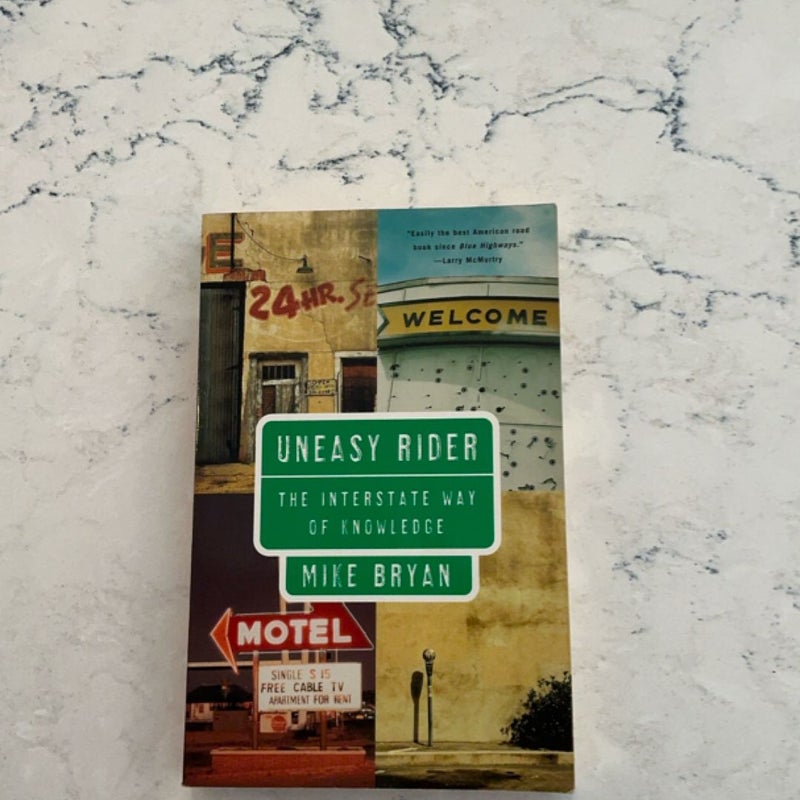 E
24HR. SE
"Easily the best American road
book since Blue Highways."
—Larry McMurtry
WELCOME
UNEASY RIDER
THE INTERSTATE WAY
OF KNOWLEDGE
MIKE BRYAN
MOTEL
SINGLE $ 15
FREE CABLE TV
APARTMENT FOR RENT